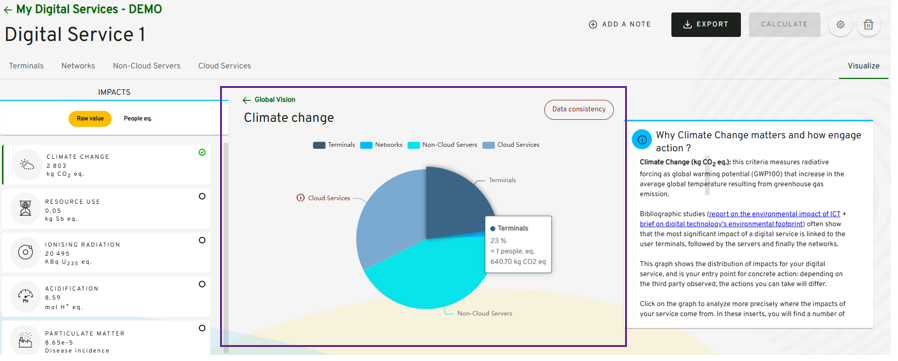 ← My Digital Services - DEMO
Digital Service 1
ADD A NOTE
EXPORT
CALCULATE
Terminals
Networks
Non-Cloud Servers
Cloud Services
Visualize
IMPACTS
Raw value
People eq.
CLIMATE CHANGE
2 803
kg CO2 eq.
RESOURCE USE
0.05
kg Sb eq.
IONISING RADIATION
20 495
KBq U235 eq.
ACIDIFICATION
8.59
mol H+ eq.
PARTICULATE MATTER
8.65e-5
Disease incidence
← Global Vision
Climate change
Data consistency
Terminals
Networks
Non-Cloud Servers
Cloud Services
Terminals
Cloud Services
Terminals
23 %
< 1 people. eq.
640.70 kg CO2 eq
Non-Cloud Servers
Why Climate Change matters and how engage
action ?
Climate Change (kg CO2 eq.): this criteria measures radiative
forcing as global warming potential (GWP100) that increase in the
average global temperature resulting from greenhouse gas
emission.
Bibliographic studies (report on the environmental impact of ICT +
brief on digital technology's environmental footprint) often show
that the most significant impact of a digital service is linked to the
user terminals, followed by the servers and finally the networks.
This graph shows the distribution of impacts for your digital
service, and is your entry point for concrete action: depending on
the third party observed, the actions you can take will differ.
Click on the graph to analyze more precisely where the impacts of
your service come from. In these inserts, you will find a number of